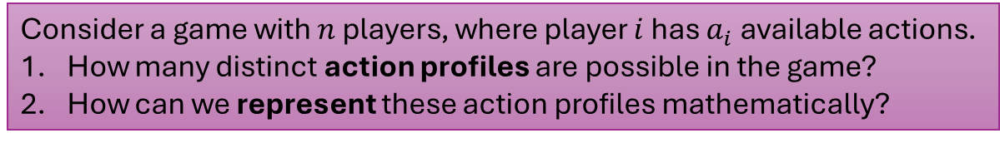 Consider a game with n players, where player i has aᵢ available actions.
1. How many distinct action profiles are possible in the game?
2. How can we represent these action profiles mathematically?